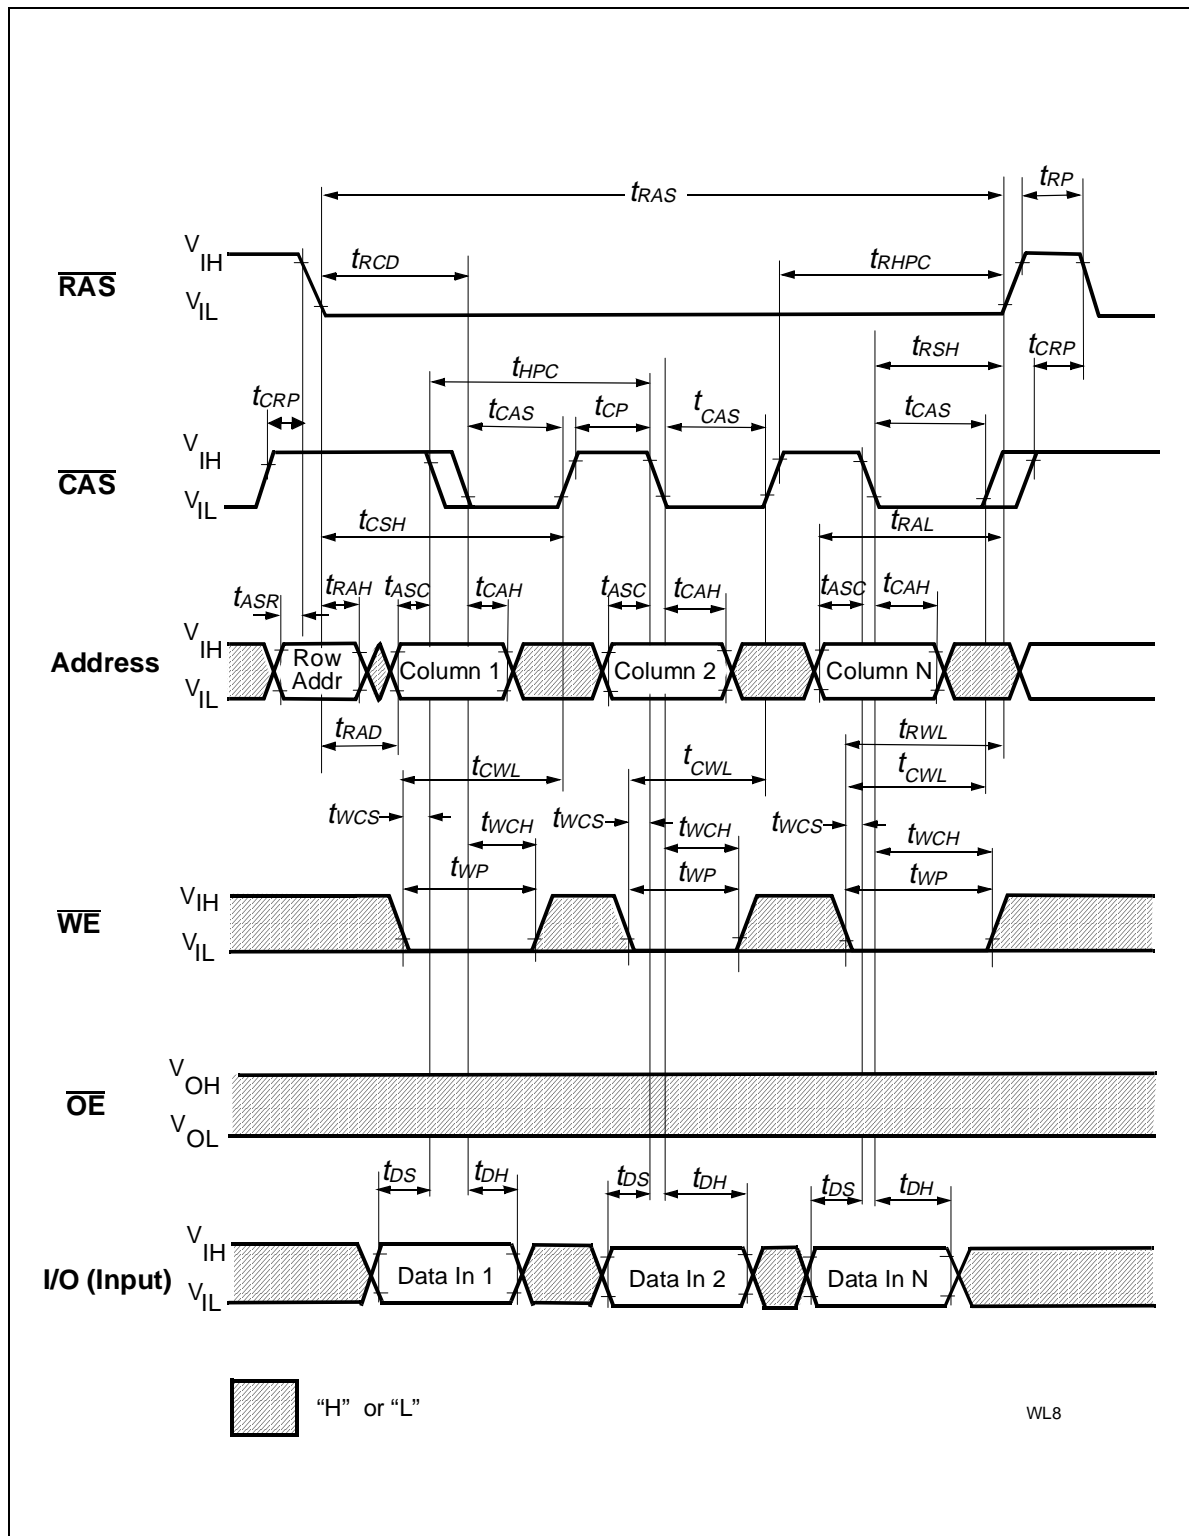 tRAS
tRP
VIH
RAS
VIL
tRCD
tRHPC
tRSH
tCRP
tHPC
tCRP
tCAS
tCP
tCAS
tCAS
VIH
CAS
VIL
tCSH
tRAL
tASR
tRAH
tASC
tCAH
tASC
tCAH
tASC
tCAH
VIH
Address
VIL
Row
Addr
Column 1
Column 2
Column N
tRAD
tRWL
tCWL
tCWL
tCWL
tWCS
tWCH
tWCS
tWCH
tWCS
tWCH
tWP
tWP
tWP
VIH
WE
VIL
VOH
OE
VOL
tDS
tDH
tDS
tDH
tDS
tDH
VIH
I/O (Input)
VIL
Data In 1
Data In 2
Data In N
“H” or “L”
WL8